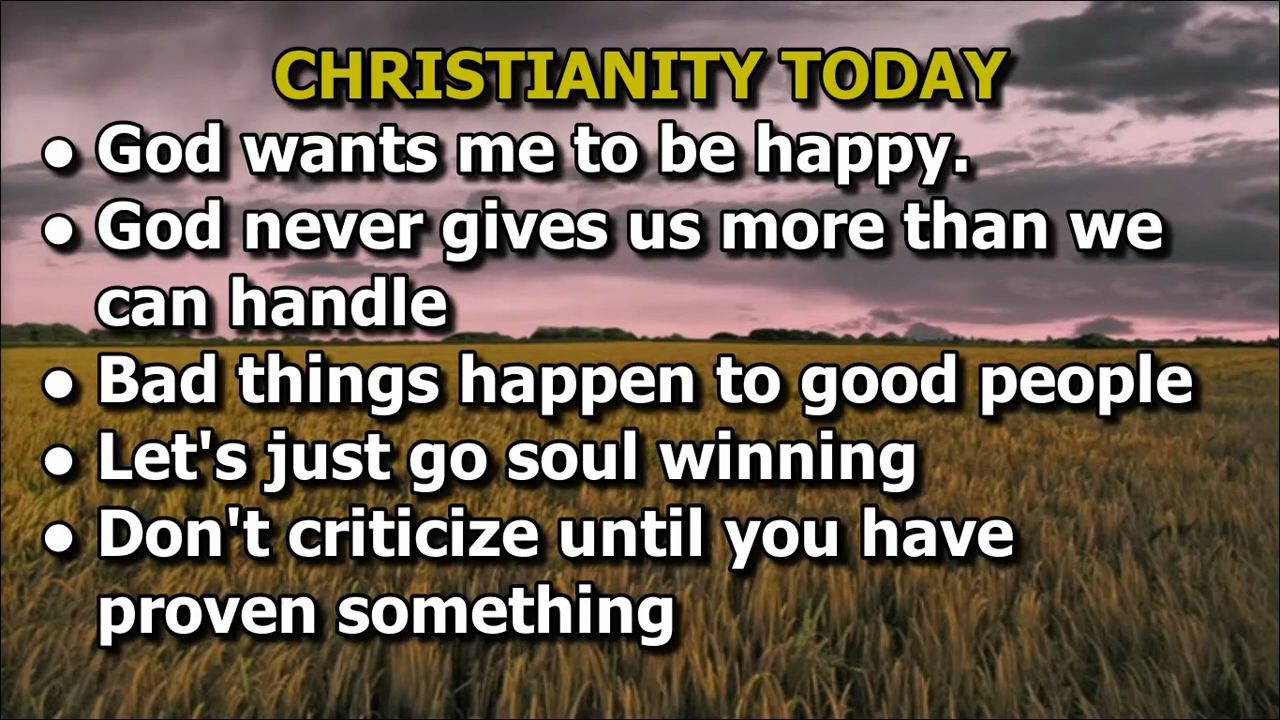 CHRISTIANITY TODAY
● God wants me to be happy.
● God never gives us more than we
can handle
● Bad things happen to good people
● Let's just go soul winning
● Don't criticize until you have
proven something